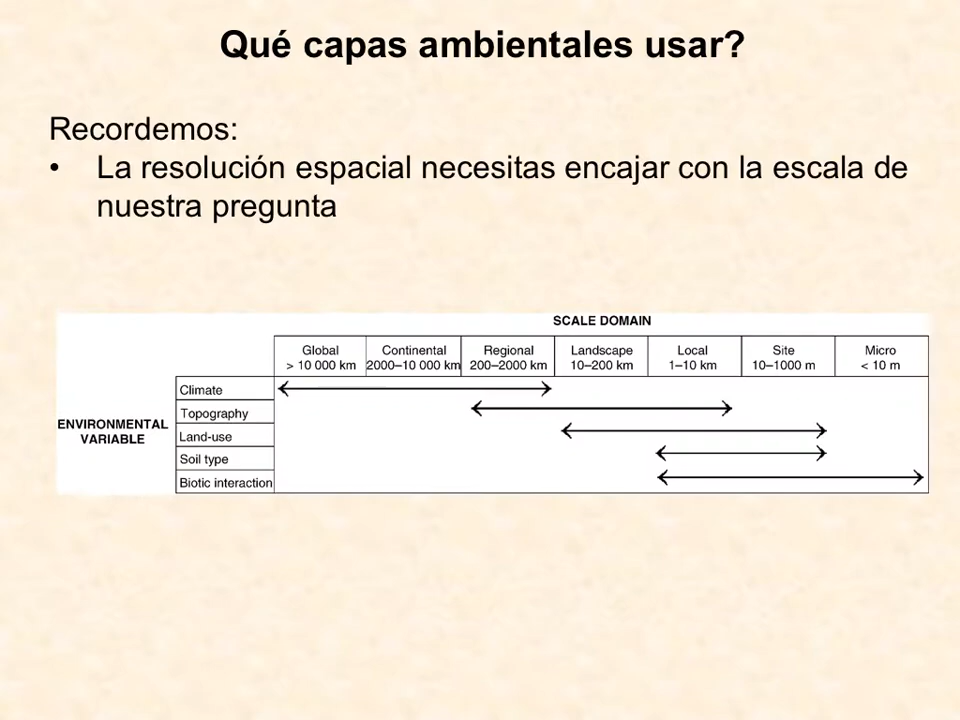 Qué capas ambientales usar?
Recordemos:
• La resolución espacial necesitas encajar con la escala de
nuestra pregunta
SCALE DOMAIN
Global Continental Regional Landscape Local Site Micro
> 10 000 km 2000–10 000 km 200–2000 km 10–200 km 1–10 km 10–1000 m < 10 m
ENVIRONMENTAL
VARIABLE
Climate
Topography
Land-use
Soil type
Biotic interaction